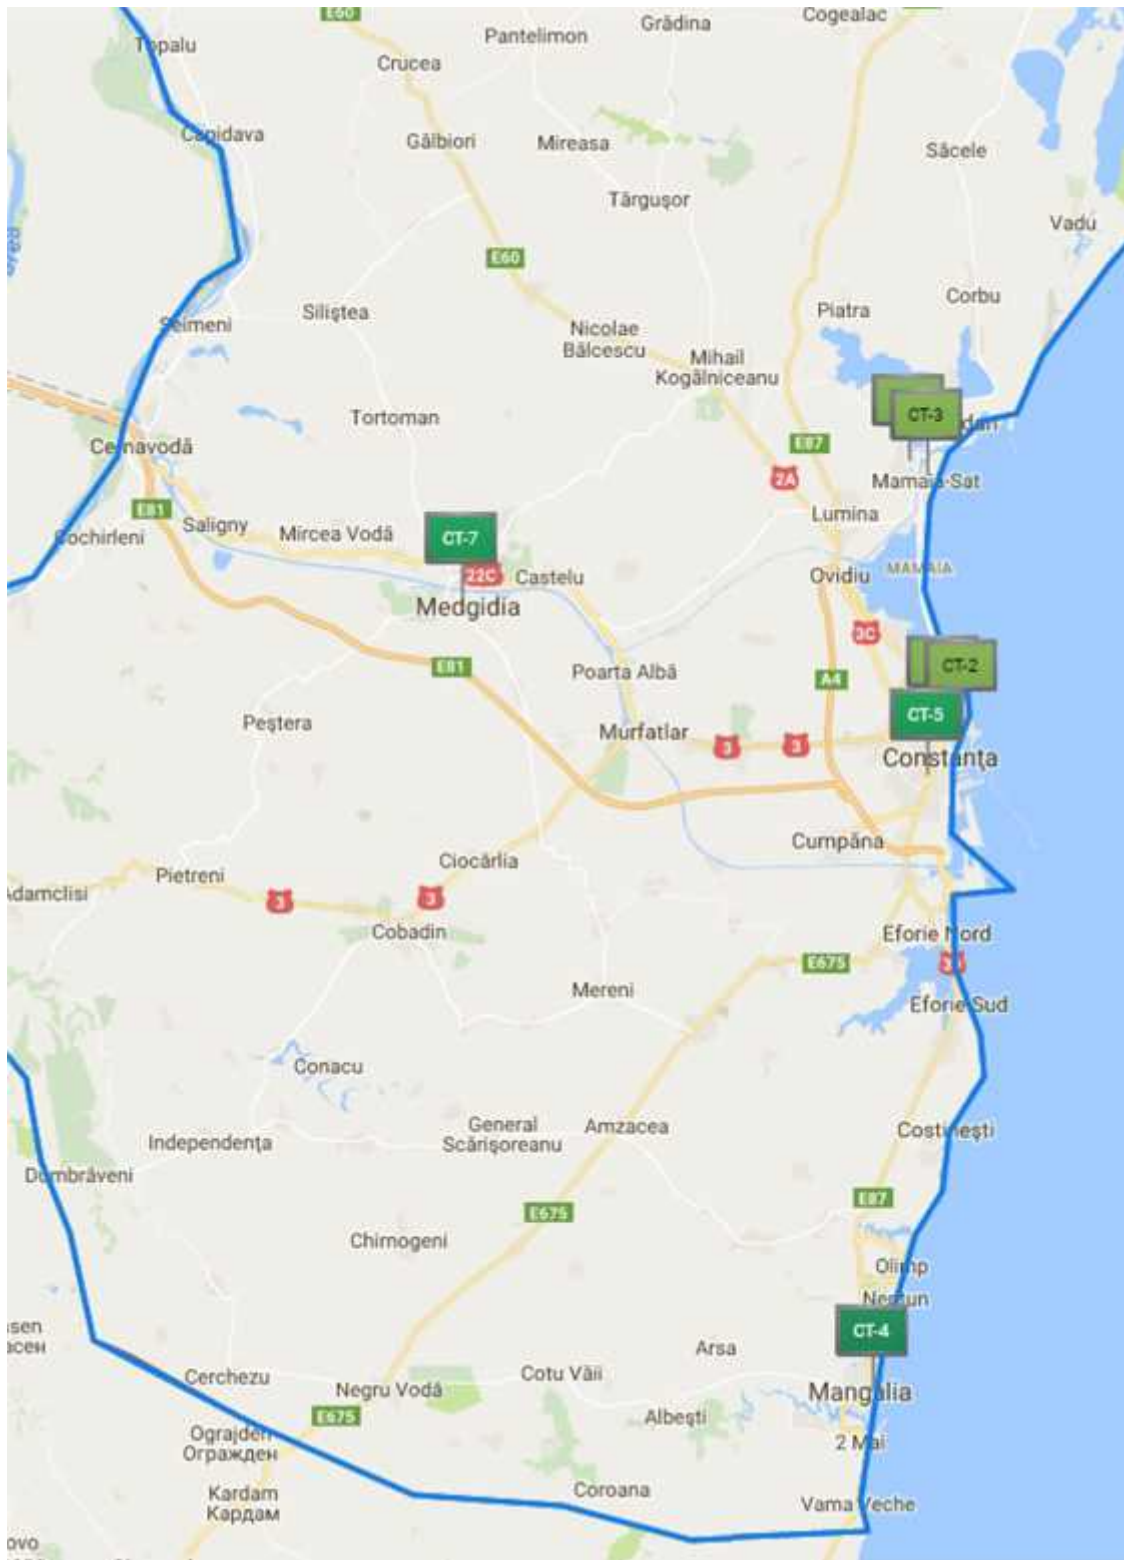 E60
Cogealac
Grădina
Pantelimon
Topalu
Crucea
Capidava
Gălbiori
Mireasa
Săcele
Târguşor
Vadu
E60
Corbu
Siliştea
Piatra
Seimeni
Nicolae
Bălcescu
Mihail
Kogălniceanu
Tortoman
CT-3
Cernavodă
E87
2A
Mamaia-Sat
E81
Lumina
Saligny
Mircea Vodă
Cochirleni
CT-7
MAMAIA
22C
Castelu
Ovidiu
Medgidia
3C
E81
Poarta Albă
CT-2
A4
Peştera
CT-5
Murfatlar
3
3
Constanţa
Cumpăna
Ciocârlia
Pietreni
Adamclisi
3
3
Cobadin
Eforie Nord
E675
Mereni
Eforie Sud
Conacu
General
Scărişoreanu
Amzacea
Costineşti
Independenţa
Dumbrăveni
E87
E675
Chirnogeni
Olimp
Neptun
CT-4
Arsa
Cerchezu
Cotu Văii
Negru Vodă
Mangalia
E675
Albeşti
Ograjden
Огражден
2 Mai
Kardam
Кардам
Coroana
Vama Veche